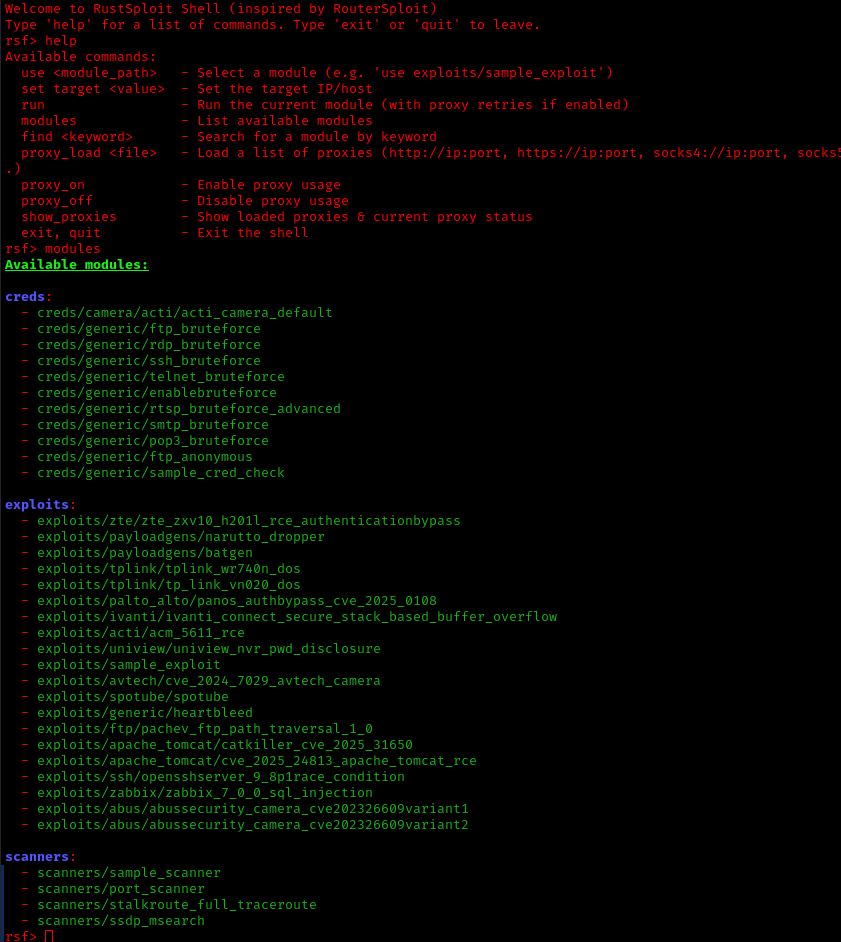 Welcome to RustSploit Shell (inspired by RouterSploit)
Type 'help' for a list of commands. Type 'exit' or 'quit' to leave.
rsf> help
Available commands:
  use <module_path>   - Select a module (e.g. 'use exploits/sample_exploit')
  set target <value>  - Set the target IP/host
  run                 - Run the current module (with proxy retries if enabled)
  modules             - List available modules
  find <keyword>      - Search for a module by keyword
  proxy_load <file>   - Load a list of proxies (http://ip:port, https://ip:port, socks4://ip:port, socks5
.)
  proxy_on            - Enable proxy usage
  proxy_off           - Disable proxy usage
  show_proxies        - Show loaded proxies & current proxy status
  exit, quit          - Exit the shell
rsf> modules
Available modules:
creds:
  - creds/camera/acti/acti_camera_default
  - creds/generic/ftp_bruteforce
  - creds/generic/rdp_bruteforce
  - creds/generic/ssh_bruteforce
  - creds/generic/telnet_bruteforce
  - creds/generic/enablebruteforce
  - creds/generic/rtsp_bruteforce_advanced
  - creds/generic/smtp_bruteforce
  - creds/generic/pop3_bruteforce
  - creds/generic/ftp_anonymous
  - creds/generic/sample_cred_check
exploits:
  - exploits/zte/zte_zxv10_h201l_rce_authenticationbypass
  - exploits/payloadgens/narutto_dropper
  - exploits/payloadgens/batgen
  - exploits/tplink/tplink_wr740n_dos
  - exploits/tplink/tp_link_vn020_dos
  - exploits/palto_alto/panos_authbypass_cve_2025_0108
  - exploits/ivanti/ivanti_connect_secure_stack_based_buffer_overflow
  - exploits/acti/acm_5611_rce
  - exploits/uniview/uniview_nvr_pwd_disclosure
  - exploits/sample_exploit
  - exploits/avtech/cve_2024_7029_avtech_camera
  - exploits/spotube/spotube
  - exploits/generic/heartbleed
  - exploits/ftp/pachev_ftp_path_traversal_1_0
  - exploits/apache_tomcat/catkiller_cve_2025_31650
  - exploits/apache_tomcat/cve_2025_24813_apache_tomcat_rce
  - exploits/ssh/opensshserver_9_8p1race_condition
  - exploits/zabbix/zabbix_7_0_0_sql_injection
  - exploits/abus/abussecurity_camera_cve202326609variant1
  - exploits/abus/abussecurity_camera_cve202326609variant2
scanners:
  - scanners/sample_scanner
  - scanners/port_scanner
  - scanners/stalkroute_full_traceroute
  - scanners/ssdp_msearch
rsf>